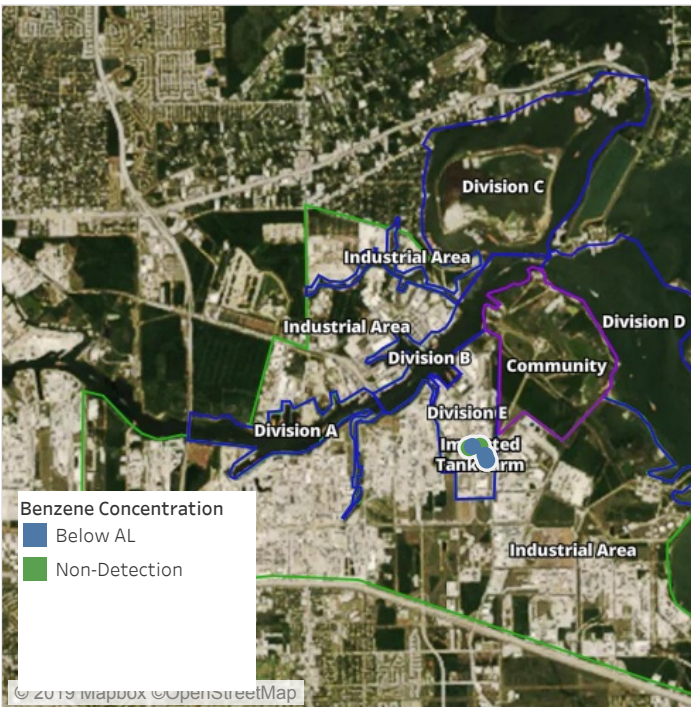 Division C
Industrial Area
Division D
Industrial Area
Division B
Community
Division E
Division A
Tank
Industrial Area
Benzene Concentration
Below AL
Non-Detection
© 2019 Mapbox ©OpenStreetMap